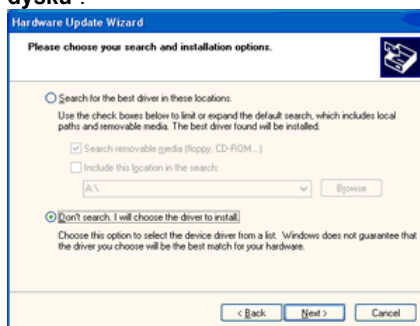 dysku".
Hardware Update Wizard
Please choose your search and installation options.
Search for the best driver in these locations.
Use the check boxes below to limit or expand the default search, which includes local
paths and removable media. The best driver found will be installed.
Search removable media (floppy, CD-ROM...)
Include this location in the search:
A:\
Browse
Don't search. I will choose the driver to install.
Choose this option to select the device driver from a list. Windows does not guarantee that
the driver you choose will be the best match for your hardware.
< Back Next > Cancel